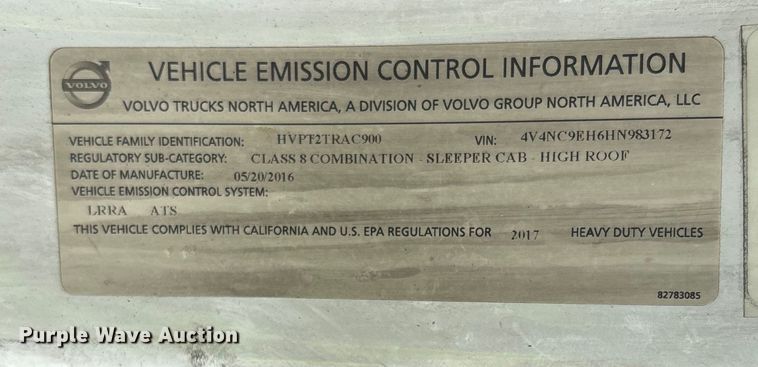 VOLVO
VEHICLE EMISSION CONTROL INFORMATION
VOLVO TRUCKS NORTH AMERICA, A DIVISION OF VOLVO GROUP NORTH AMERICA, LLC
VEHICLE FAMILY IDENTIFICATION: HVPT2TRAC900 VIN: 4V4NC9EH6HN983172
REGULATORY SUB-CATEGORY: CLASS 8 COMBINATION - SLEEPER CAB - HIGH ROOF
DATE OF MANUFACTURE: 05/20/2016
VEHICLE EMISSION CONTROL SYSTEM:
LRRA ATS
THIS VEHICLE COMPLIES WITH CALIFORNIA AND U.S. EPA REGULATIONS FOR 2017 HEAVY DUTY VEHICLES
82783085
Purple Wave Auction